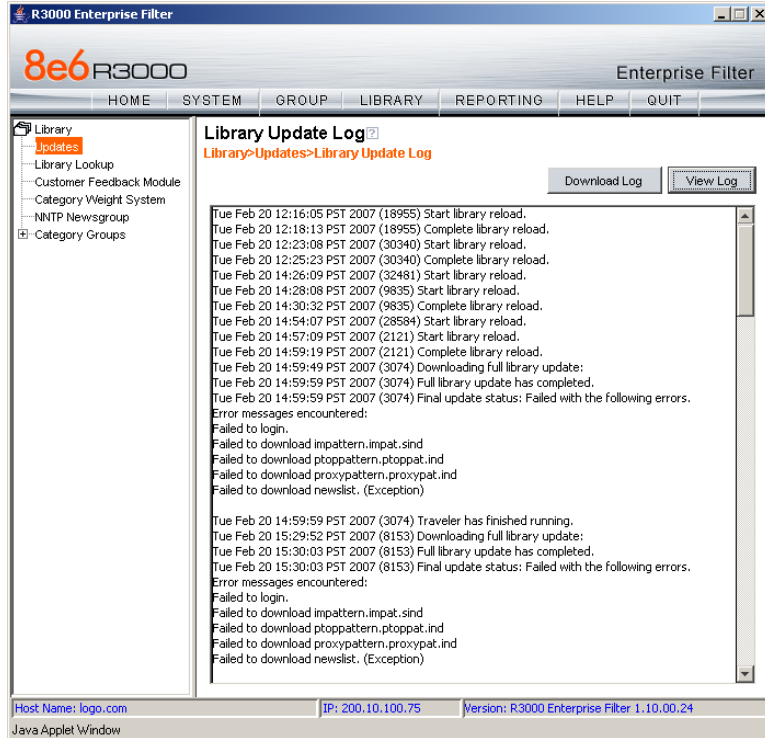 R3000 Enterprise Filter
8e6 R3000
Enterprise Filter
HOME SYSTEM GROUP LIBRARY REPORTING HELP QUIT
Library
Updates
Library Lookup
Customer Feedback Module
Category Weight System
NNTP Newsgroup
Category Groups
Library Update Log?
Library>Updates>Library Update Log
Download Log
View Log
Tue Feb 20 12:16:05 PST 2007 (18955) Start library reload.
Tue Feb 20 12:18:13 PST 2007 (18955) Complete library reload.
Tue Feb 20 12:23:08 PST 2007 (30340) Start library reload.
Tue Feb 20 12:25:23 PST 2007 (30340) Complete library reload.
Tue Feb 20 14:26:09 PST 2007 (32481) Start library reload.
Tue Feb 20 14:28:08 PST 2007 (9835) Start library reload.
Tue Feb 20 14:30:32 PST 2007 (9835) Complete library reload.
Tue Feb 20 14:54:07 PST 2007 (28584) Start library reload.
Tue Feb 20 14:57:09 PST 2007 (2121) Start library reload.
Tue Feb 20 14:59:19 PST 2007 (2121) Complete library reload.
Tue Feb 20 14:59:49 PST 2007 (3074) Downloading full library update:
Tue Feb 20 14:59:59 PST 2007 (3074) Full library update has completed.
Tue Feb 20 14:59:59 PST 2007 (3074) Final update status: Failed with the following errors.
Error messages encountered:
Failed to login.
Failed to download impattern.impat.sind
Failed to download ptoppattern.ptoppat.ind
Failed to download proxypattern.proxypat.ind
Failed to download newslist. (Exception)
Tue Feb 20 14:59:59 PST 2007 (3074) Traveler has finished running.
Tue Feb 20 15:29:52 PST 2007 (8153) Downloading full library update:
Tue Feb 20 15:30:03 PST 2007 (8153) Full library update has completed.
Tue Feb 20 15:30:03 PST 2007 (8153) Final update status: Failed with the following errors.
Error messages encountered:
Failed to login.
Failed to download impattern.impat.sind
Failed to download ptoppattern.ptoppat.ind
Failed to download proxypattern.proxypat.ind
Failed to download newslist. (Exception)
Host Name: logo.com
IP: 200.10.100.75
Version: R3000 Enterprise Filter 1.10.00.24
Java Applet Window